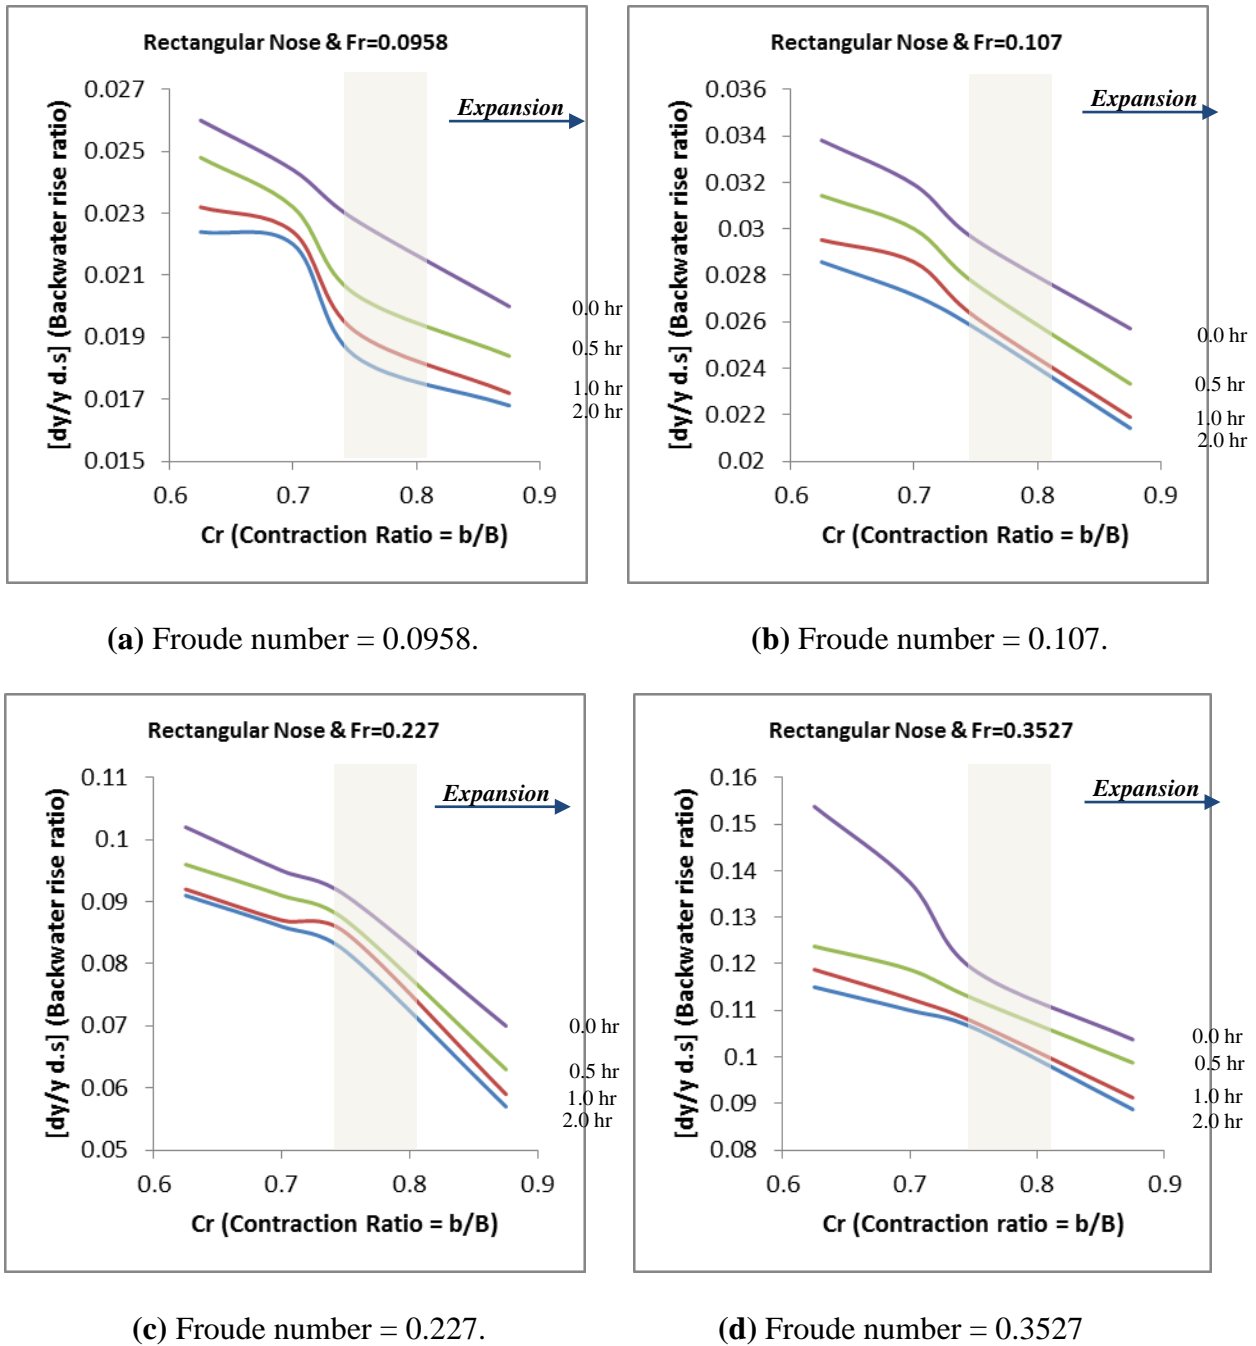 Rectangular Nose & Fr=0.0958
[dy/y d.s] (Backwater rise ratio)
0.027
0.025
0.023
0.021
0.019
0.017
0.015
Expansion
0.0 hr
0.5 hr
1.0 hr
2.0 hr
0.6 0.7 0.8 0.9
Cr (Contraction Ratio = b/B)
(a) Froude number = 0.0958.
Rectangular Nose & Fr=0.107
[dy/y d.s] (Backwater rise ratio)
0.036
0.034
0.032
0.03
0.028
0.026
0.024
0.022
0.02
Expansion
0.0 hr
0.5 hr
1.0 hr
2.0 hr
0.6 0.7 0.8 0.9
Cr (Contraction Ratio = b/B)
(b) Froude number = 0.107.
Rectangular Nose & Fr=0.227
[dy/y d.s] (Backwater rise ratio)
0.11
0.1
0.09
0.08
0.07
0.06
0.05
Expansion
0.0 hr
0.5 hr
1.0 hr
2.0 hr
0.6 0.7 0.8 0.9
Cr (Contraction Ratio = b/B)
(c) Froude number = 0.227.
Rectangular Nose & Fr=0.3527
[dy/y d.s] (Backwater rise ratio)
0.16
0.15
0.14
0.13
0.12
0.11
0.1
0.09
0.08
Expansion
0.0 hr
0.5 hr
1.0 hr
2.0 hr
0.6 0.7 0.8 0.9
Cr (Contraction ratio = b/B)
(d) Froude number = 0.3527